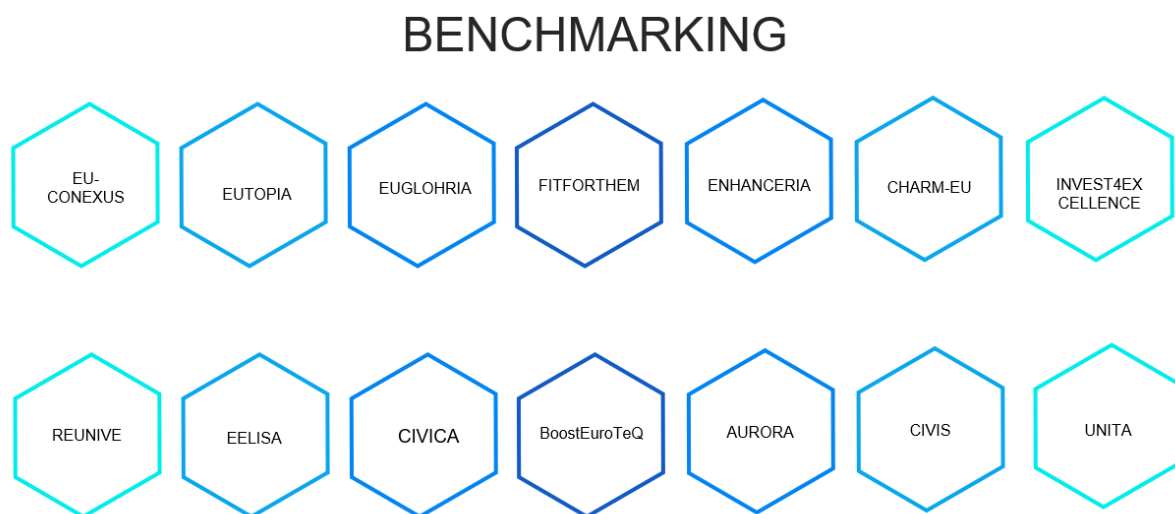 BENCHMARKING
EU-
CONEXUS
EUTOPIA
EUGLOHRIA
FITFORTHEM
ENHANCERIA
CHARM-EU
INVEST4EX
CELLENCE
REUNIVE
EELISA
CIVICA
BoostEuroTeQ
AURORA
CIVIS
UNITA